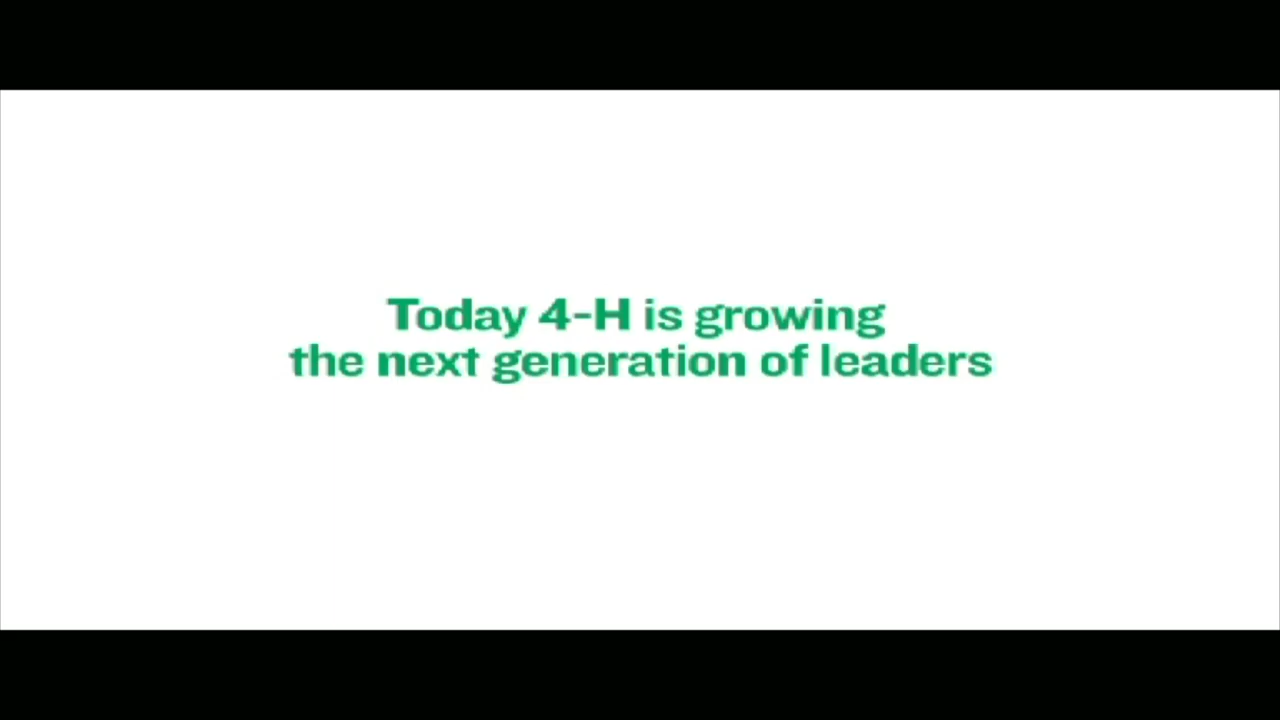 Today 4-H is growing
the next generation of leaders